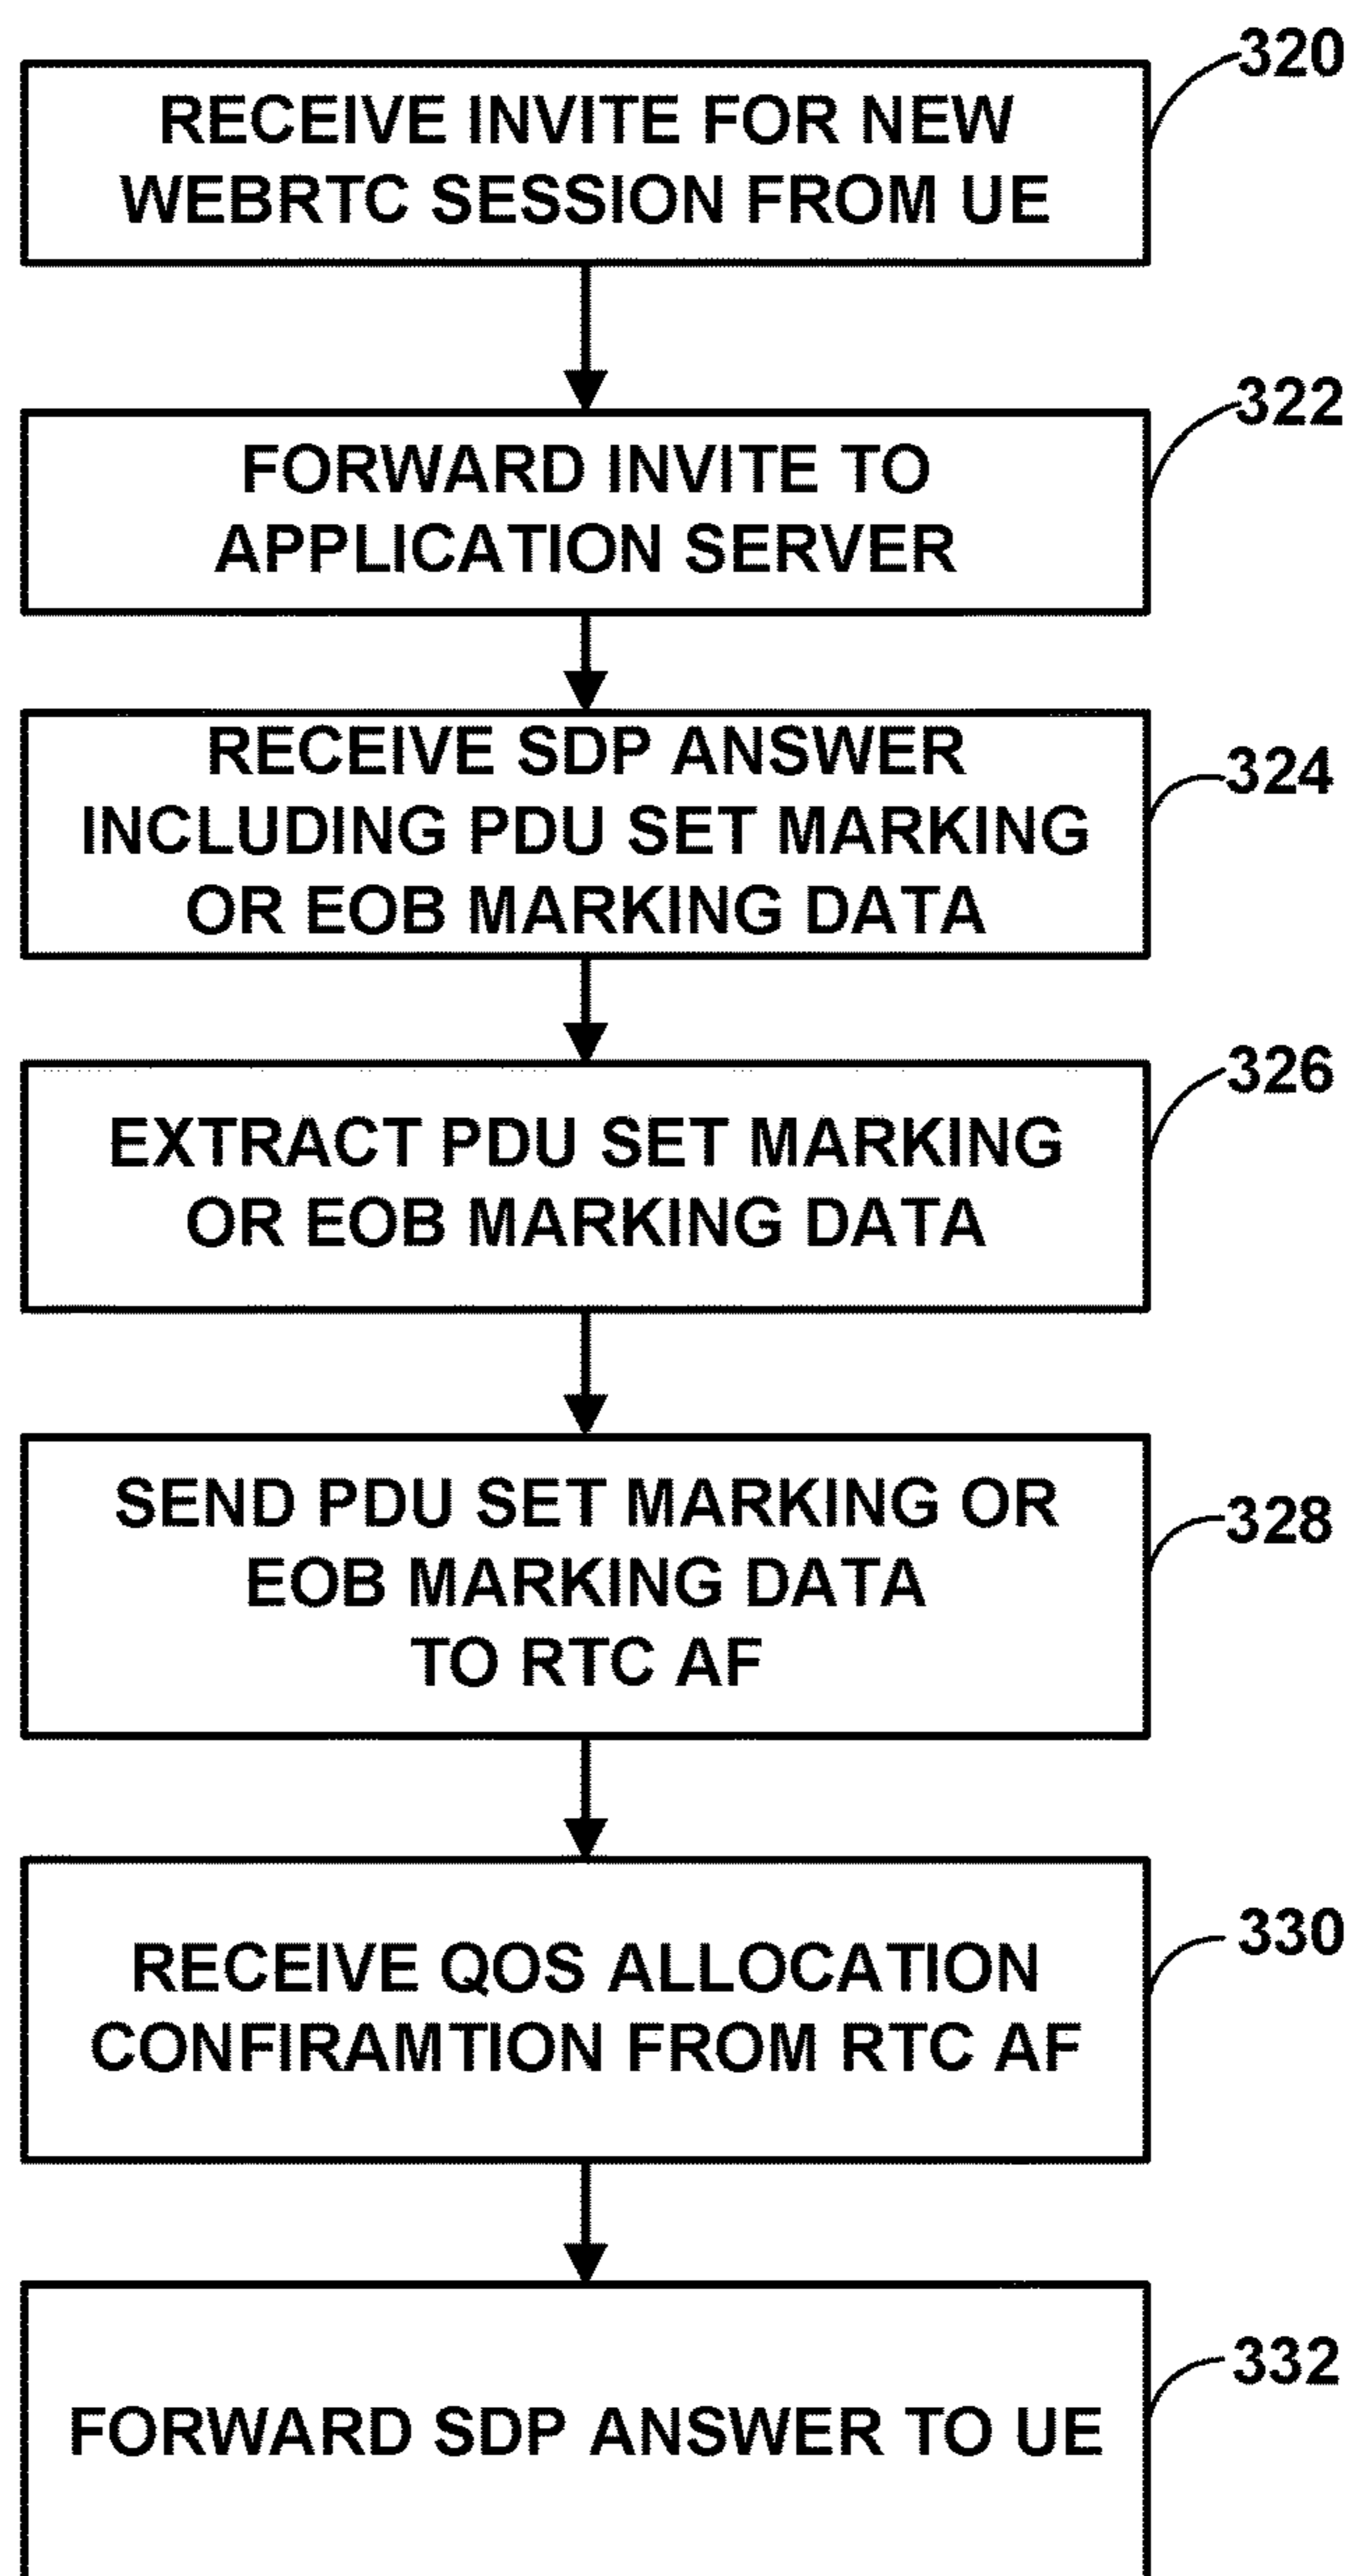 320
RECEIVE INVITE FOR NEW
WEBRTC SESSION FROM UE
322
FORWARD INVITE TO
APPLICATION SERVER
324
RECEIVE SDP ANSWER
INCLUDING PDU SET MARKING
OR EOB MARKING DATA
326
EXTRACT PDU SET MARKING
OR EOB MARKING DATA
328
SEND PDU SET MARKING OR
EOB MARKING DATA
TO RTC AF
330
RECEIVE QOS ALLOCATION
CONFIRAMTION FROM RTC AF
332
FORWARD SDP ANSWER TO UE